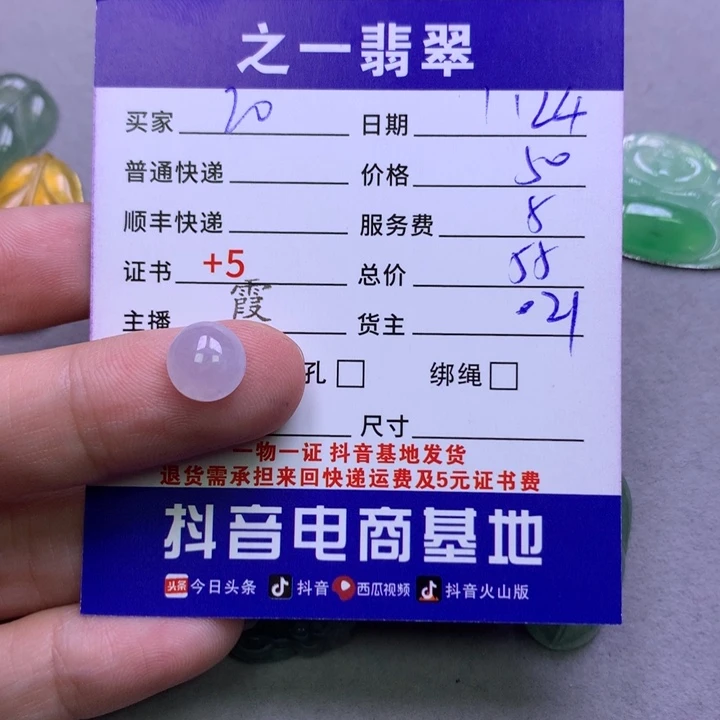 之一翡翠
买家 20 日期 1124
普通快递 价格 50
顺丰快递 服务费 8
证书 +5 总价 58
主播 霞 货主 .21
孔 □ 绑绳 □
尺寸
一物一证 抖音基地发货
退货需承担来回快递运费及5元证书费
抖音电商基地
头条 今日头条 抖音 西瓜视频 抖音火山版